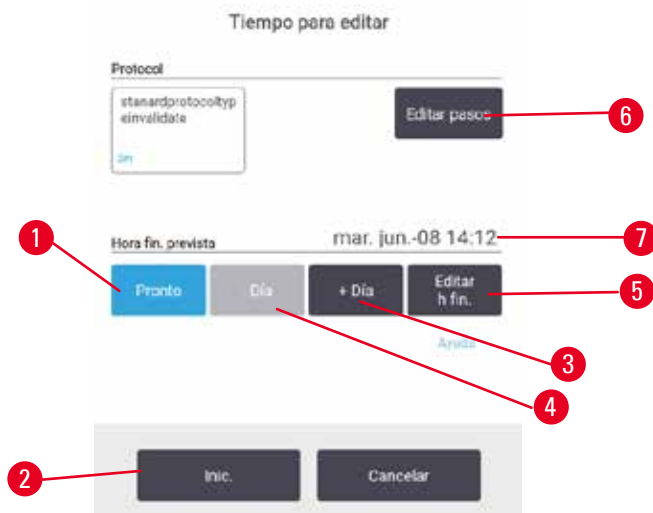 Tiempo para editar
Protocol
stanardprotocoltyp
einvalidate
Editar pasos
6
1
Hora fin. prevista
mar. jun.-08 14:12
7
Pronto
Día
+ Día
Editar
h fin.
5
Ayuda
3
4
2
Inic.
Cancelar